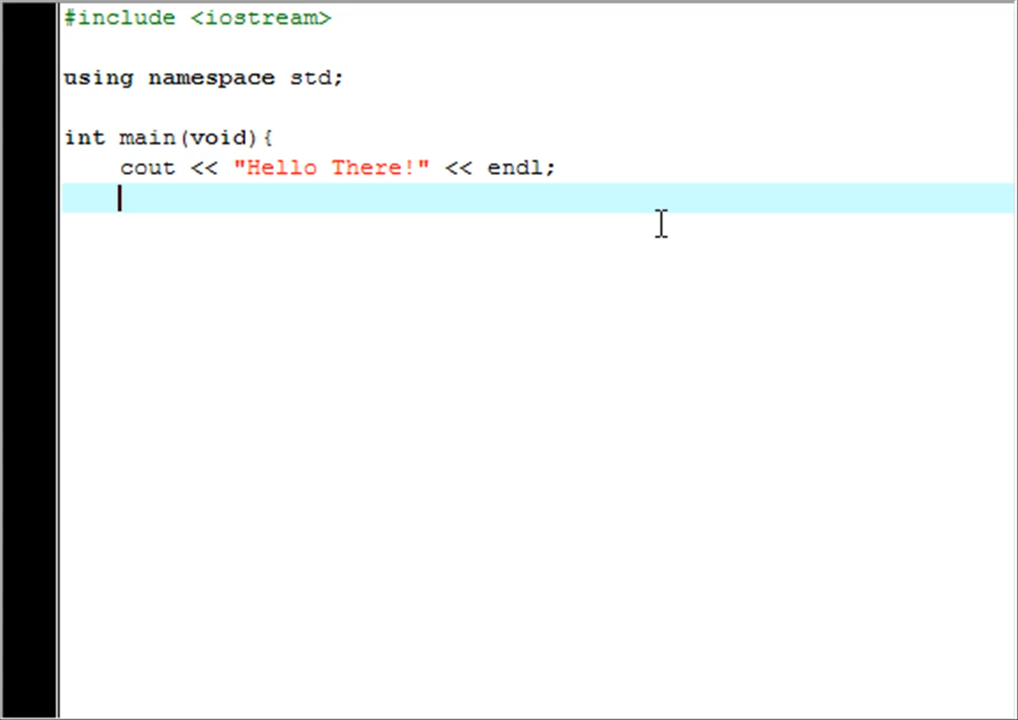 #include <iostream>
using namespace std;
int main(void){
cout << "Hello There!" << endl;